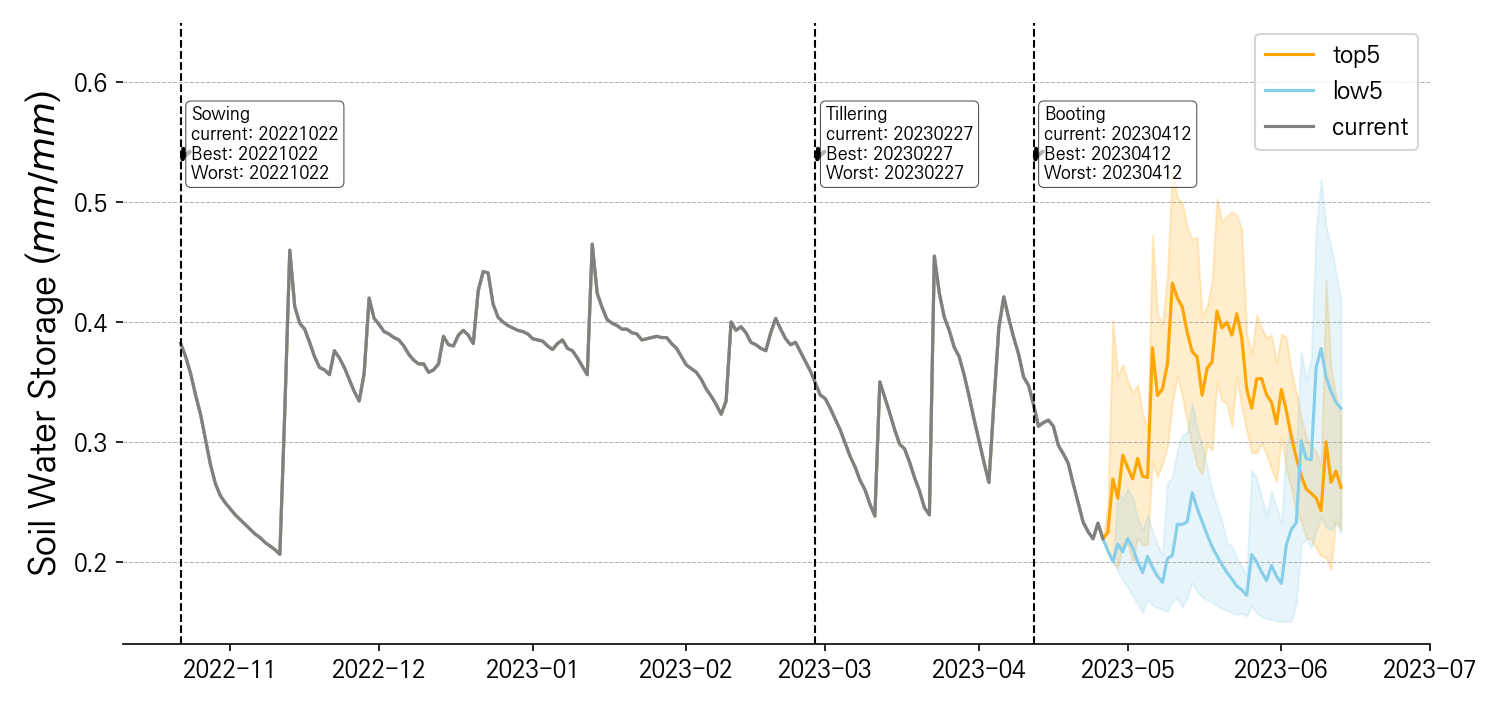 Soil Water Storage (mm/mm)
0.6
0.5
0.4
0.3
0.2
Sowing
current: 20221022
Best: 20221022
Worst: 20221022
Tillering
current: 20230227
Best: 20230227
Worst: 20230227
Booting
current: 20230412
Best: 20230412
Worst: 20230412
top5
low5
current
2022-11
2022-12
2023-01
2023-02
2023-03
2023-04
2023-05
2023-06
2023-07